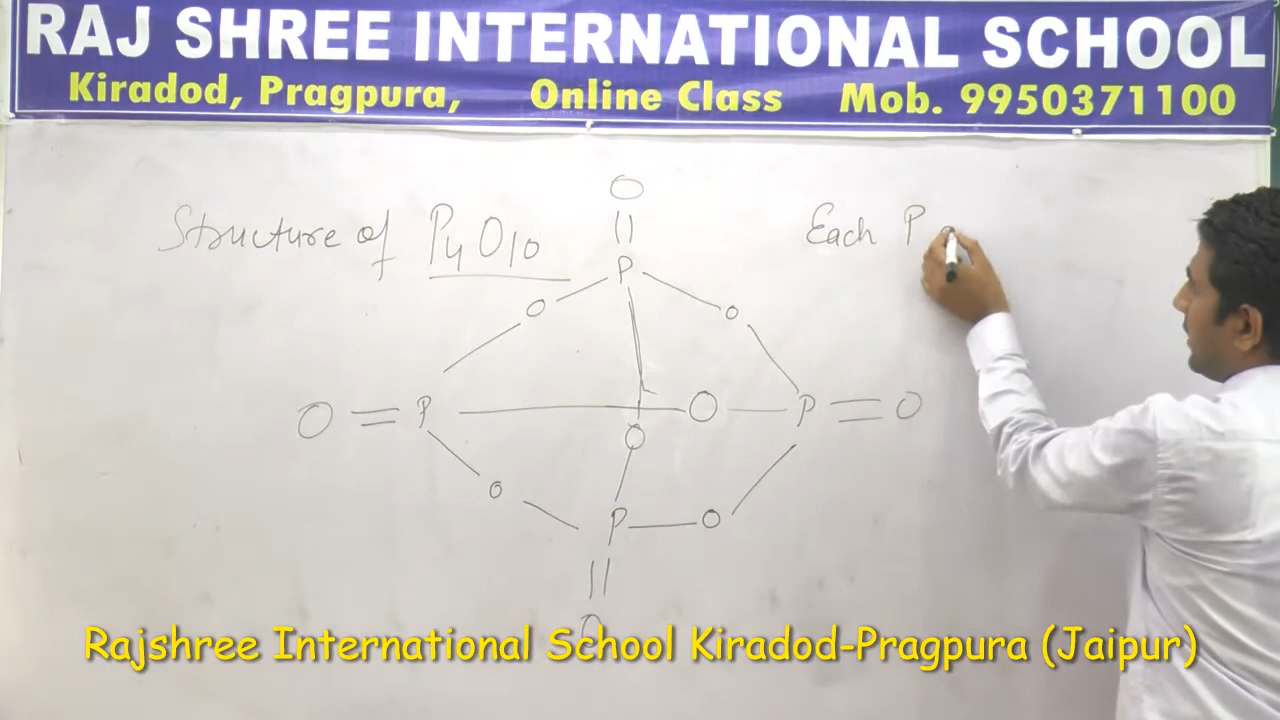 RAJ SHREE INTERNATIONAL SCHOOL
Kiradod, Pragpura, Online Class Mob. 9950371100
Structure of P4O10
Each P
O
P
O O
O = P O P = O
O
O
P O
O
Rajshree International School Kiradod-Pragpura (Jaipur)